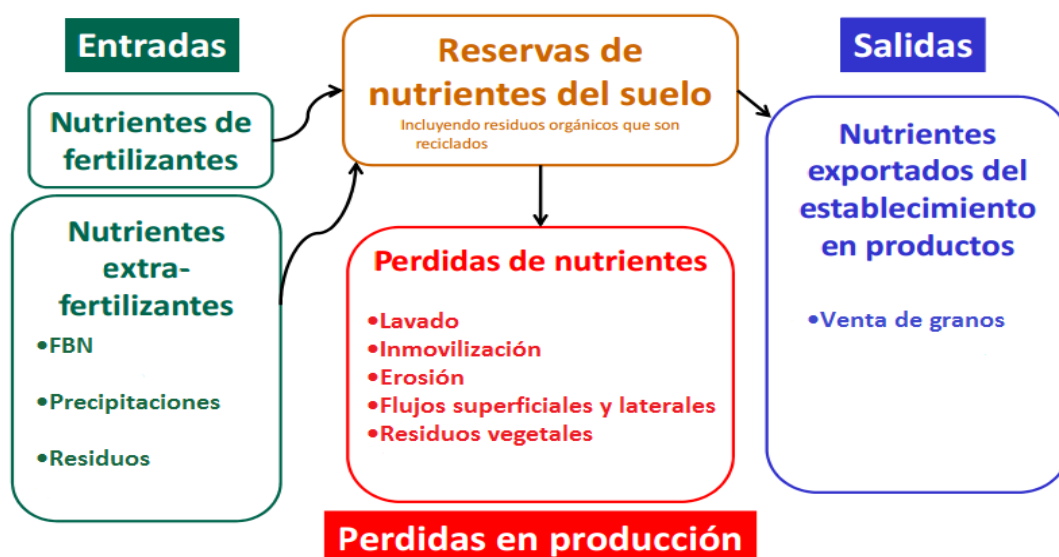 Entradas
Nutrientes de
fertilizantes
Nutrientes
extra-
fertilizantes
•FBN
•Precipitaciones
•Residuos
Reservas de
nutrientes del suelo
Incluyendo residuos orgánicos que son
reciclados
Perdidas de nutrientes
•Lavado
•Inmovilización
•Erosión
•Flujos superficiales y laterales
•Residuos vegetales
Perdidas en producción
Salidas
Nutrientes
exportados del
establecimiento
en productos
•Venta de granos